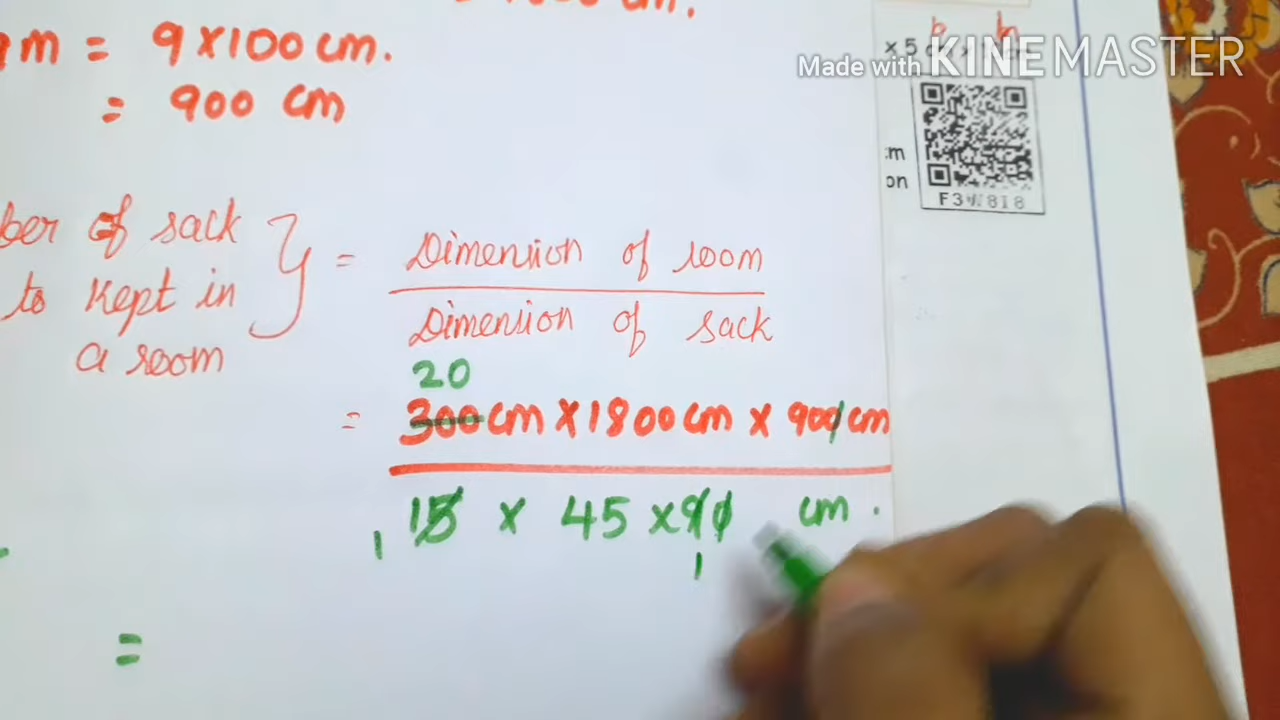 Made with KINEMASTER
m = 9 x 100 cm.
= 900 cm
F3W818
of sack
to kept in
a room
} = Dimension of room
Dimension of sack
20
= 300 cm x 1800 cm x 900 cm
15 x 45 x 90 cm.
1 1
=